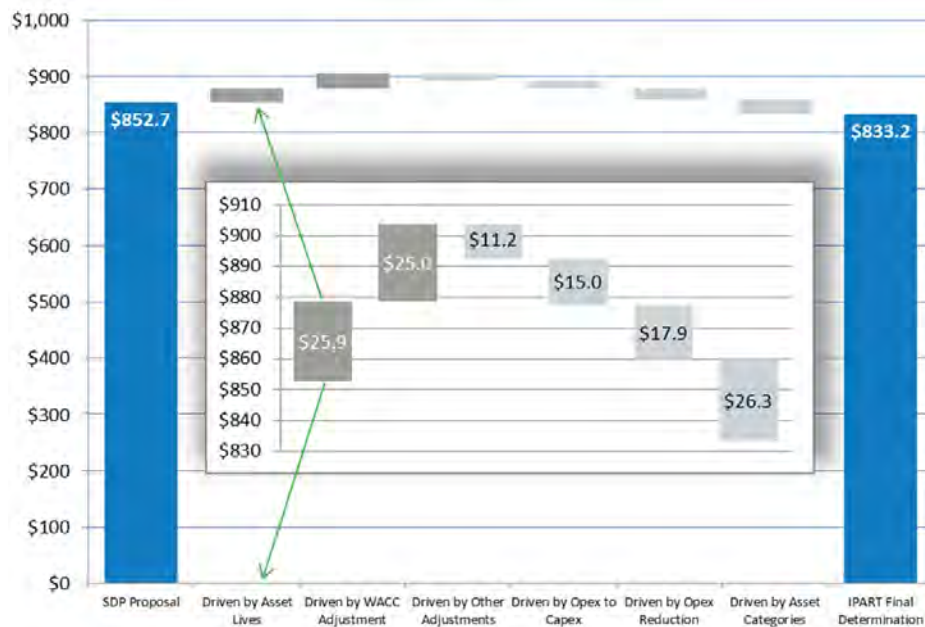 $1,000
$900
$800
$700
$600
$500
$400
$300
$200
$100
$0
$852.7
$833.2
$910
$900
$890
$880
$870
$860
$850
$840
$830
$25.9
$25.0
$11.2
$15.0
$17.9
$26.3
SDP Proposal
Driven by Asset
Lives
Driven by WACC
Adjustment
Driven by Other
Adjustments
Driven by Opex to
Capex
Driven by Opex
Reduction
Driven by Asset
Categories
IPART Final
Determination